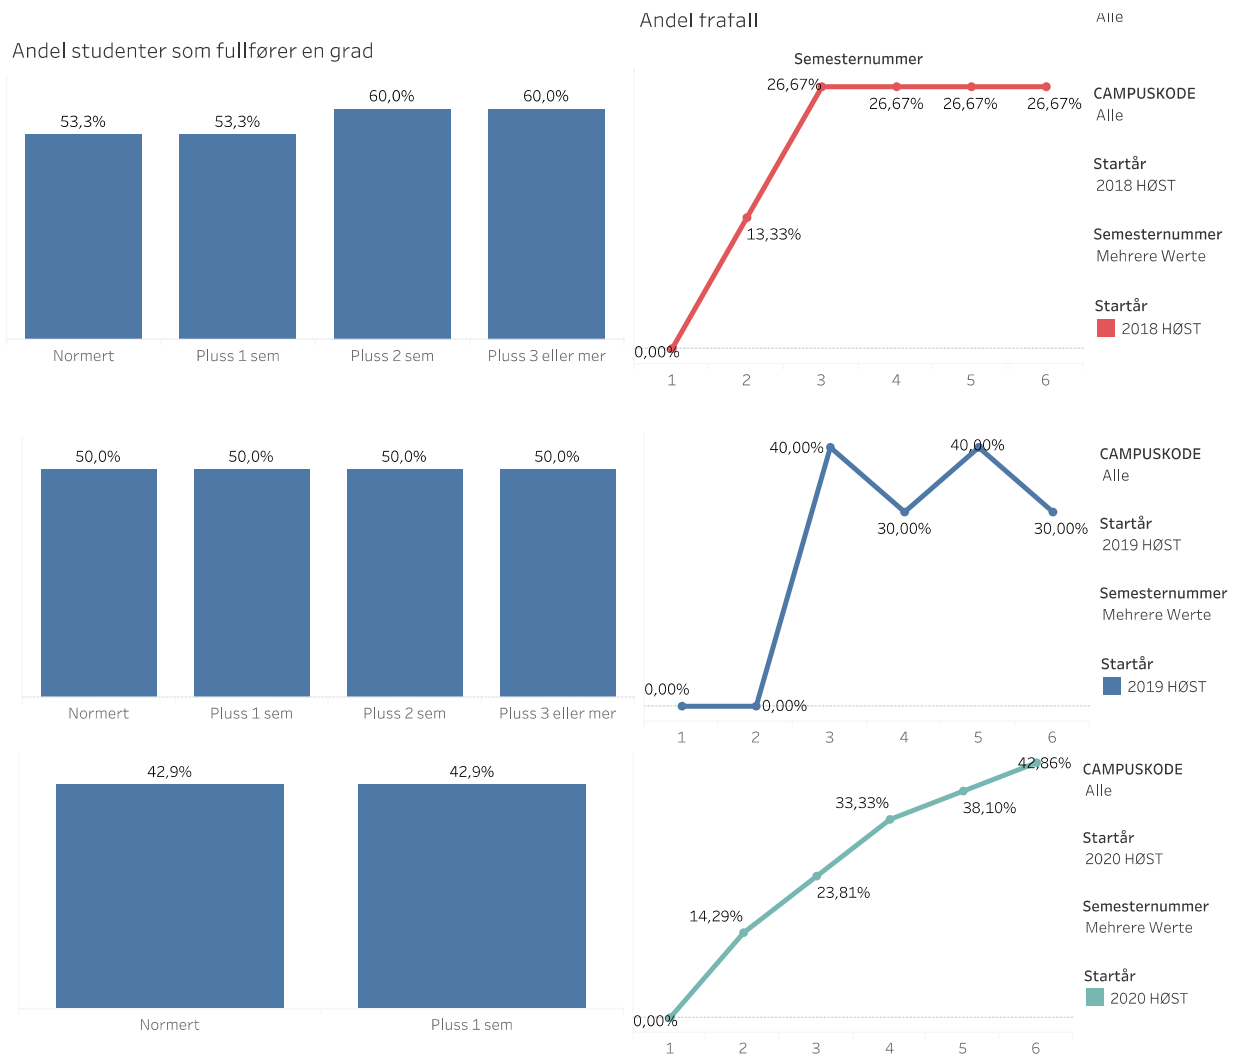 Andel studenter som fullfører en grad
53,3%
53,3%
60,0%
60,0%
Normert
Pluss 1 sem
Pluss 2 sem
Pluss 3 eller mer
Andel frafall
Semesternummer
0,00%
13,33%
26,67%
26,67%
26,67%
26,67%
1
2
3
4
5
6
Alle
CAMPUSKODE
Alle
Startår
2018 HØST
Semesternummer
Mehrere Werte
Startår
2018 HØST
50,0%
50,0%
50,0%
50,0%
Normert
Pluss 1 sem
Pluss 2 sem
Pluss 3 eller mer
0,00%
0,00%
40,00%
30,00%
40,00%
30,00%
1
2
3
4
5
6
CAMPUSKODE
Alle
Startår
2019 HØST
Semesternummer
Mehrere Werte
Startår
2019 HØST
42,9%
42,9%
Normert
Pluss 1 sem
0,00%
14,29%
23,81%
33,33%
38,10%
42,86%
1
2
3
4
5
6
CAMPUSKODE
Alle
Startår
2020 HØST
Semesternummer
Mehrere Werte
Startår
2020 HØST